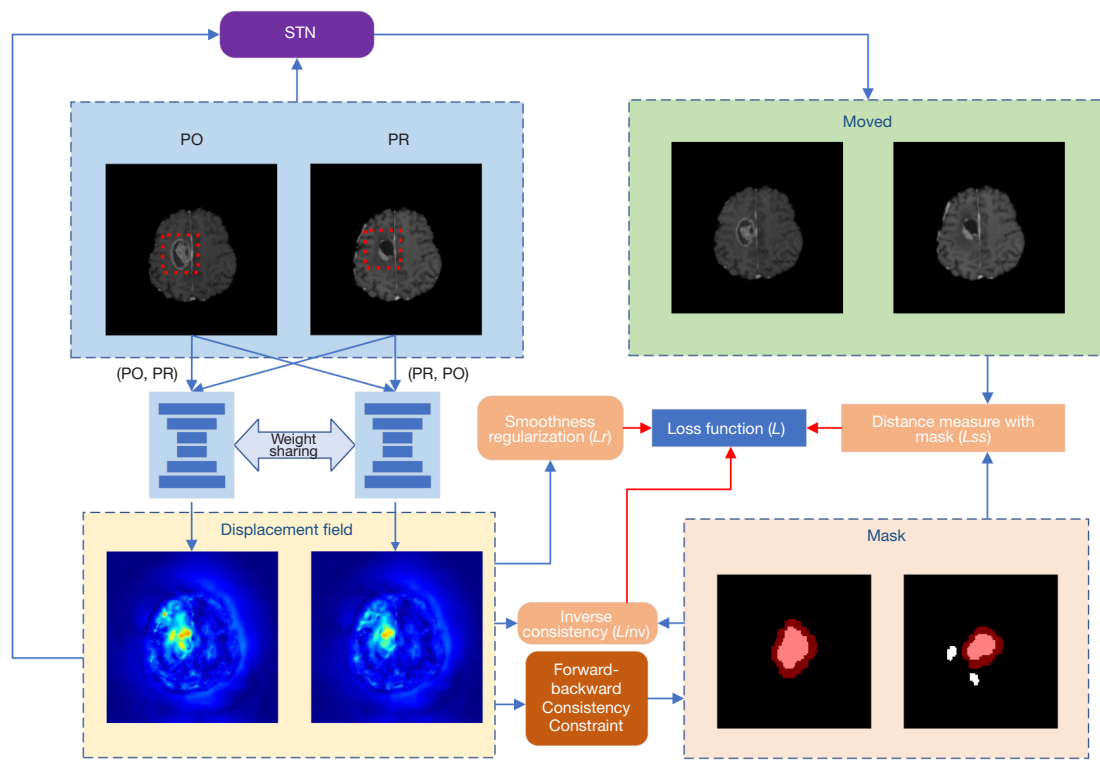 STN
PO
PR
Moved
(PO, PR)
(PR, PO)
Weight
sharing
Smoothness
regularization (Lr)
Loss function (L)
Distance measure with
mask (Lss)
Displacement field
Mask
Inverse
consistency (Linv)
Forward-
backward
Consistency
Constraint